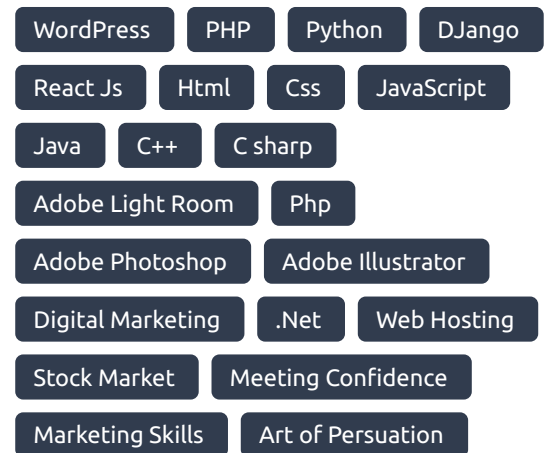 WordPress PHP Python DJango
React Js Html Css JavaScript
Java C++ C sharp
Adobe Light Room Php
Adobe Photoshop Adobe Illustrator
Digital Marketing .Net Web Hosting
Stock Market Meeting Confidence
Marketing Skills Art of Persuation